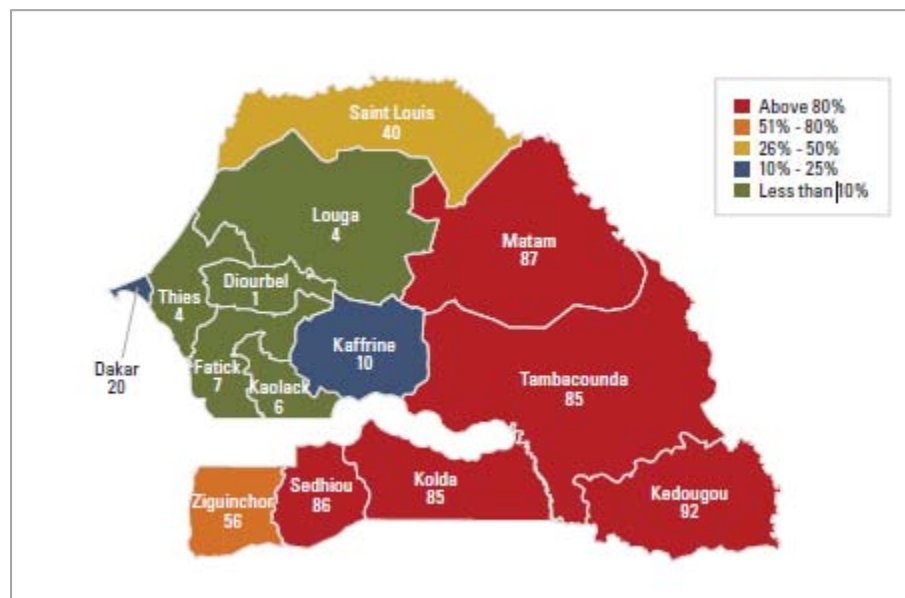 Saint Louis
40
Above 80%
51% - 80%
26% - 50%
10% - 25%
Less than 10%
Louga
4
Matam
87
Diourbel
1
Thies
4
Dakar
20
Kaffrine
10
Fatick
7
Kaolack
6
Tambacounda
85
Ziguinchor
56
Sedhiou
86
Kolda
85
Kedougou
92